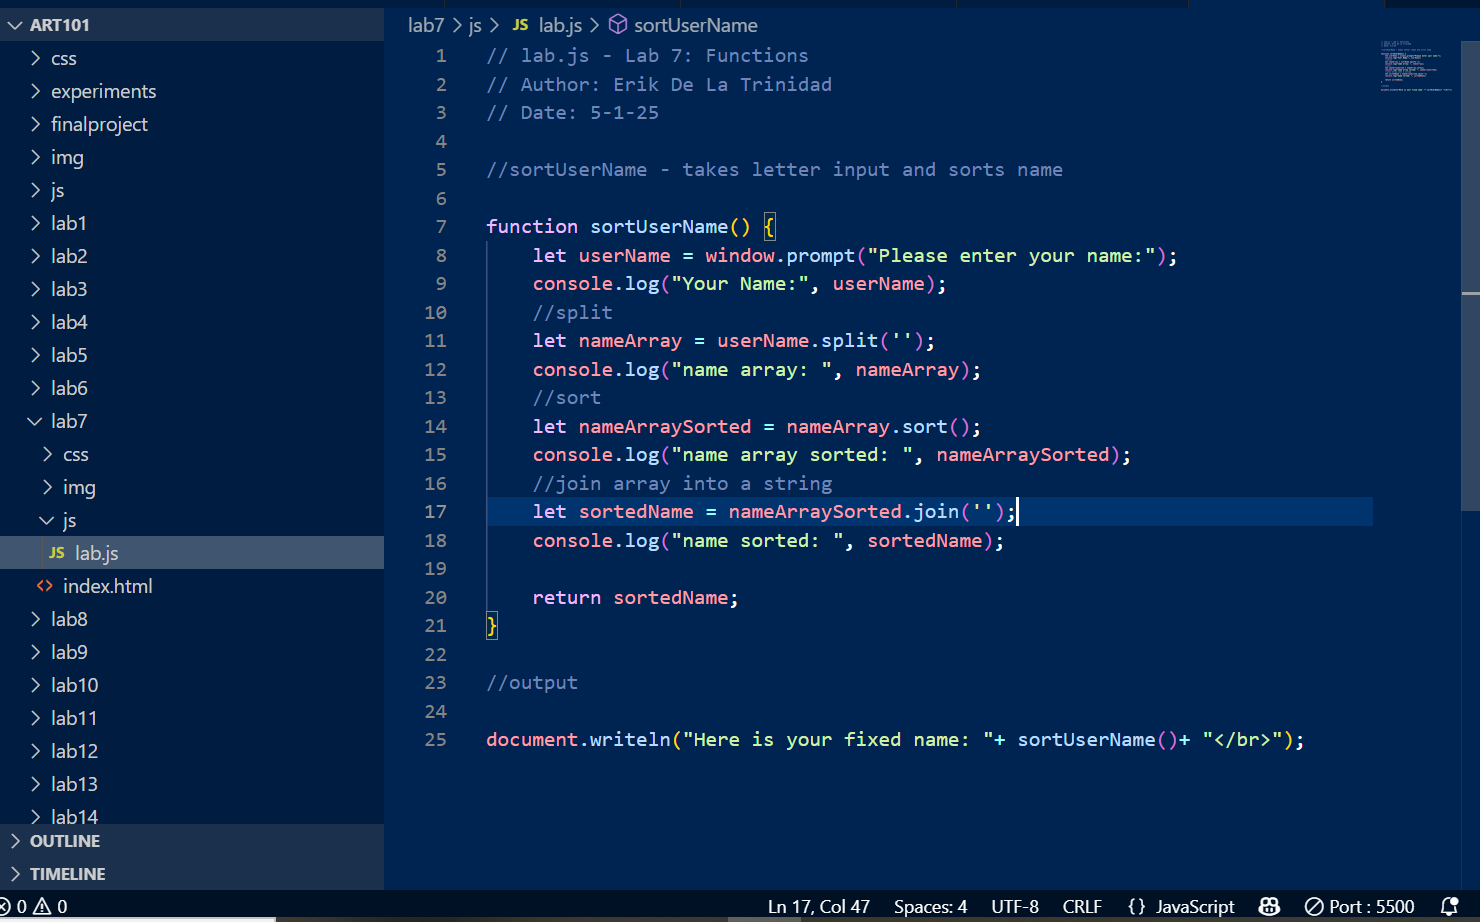 ART101
css
experiments
finalproject
img
js
lab1
lab2
lab3
lab4
lab5
lab6
lab7
css
img
js
JS lab.js
<> index.html
lab8
lab9
lab10
lab11
lab12
lab13
lab14
OUTLINE
TIMELINE
lab7 > js > JS lab.js > sortUserName
1 // lab.js - Lab 7: Functions
2 // Author: Erik De La Trinidad
3 // Date: 5-1-25
4
5 //sortUserName - takes letter input and sorts name
6
7 function sortUserName() {
8 let userName = window.prompt("Please enter your name:");
9 console.log("Your Name:", userName);
10 //split
11 let nameArray = userName.split('');
12 console.log("name array: ", nameArray);
13 //sort
14 let nameArraySorted = nameArray.sort();
15 console.log("name array sorted: ", nameArraySorted);
16 //join array into a string
17 let sortedName = nameArraySorted.join('');
18 console.log("name sorted: ", sortedName);
19
20 return sortedName;
21 }
22
23 //output
24
25 document.writeln("Here is your fixed name: "+ sortUserName()+ "</br>");
0 0 Ln 17, Col 47 Spaces: 4 UTF-8 CRLF {} JavaScript Port : 5500